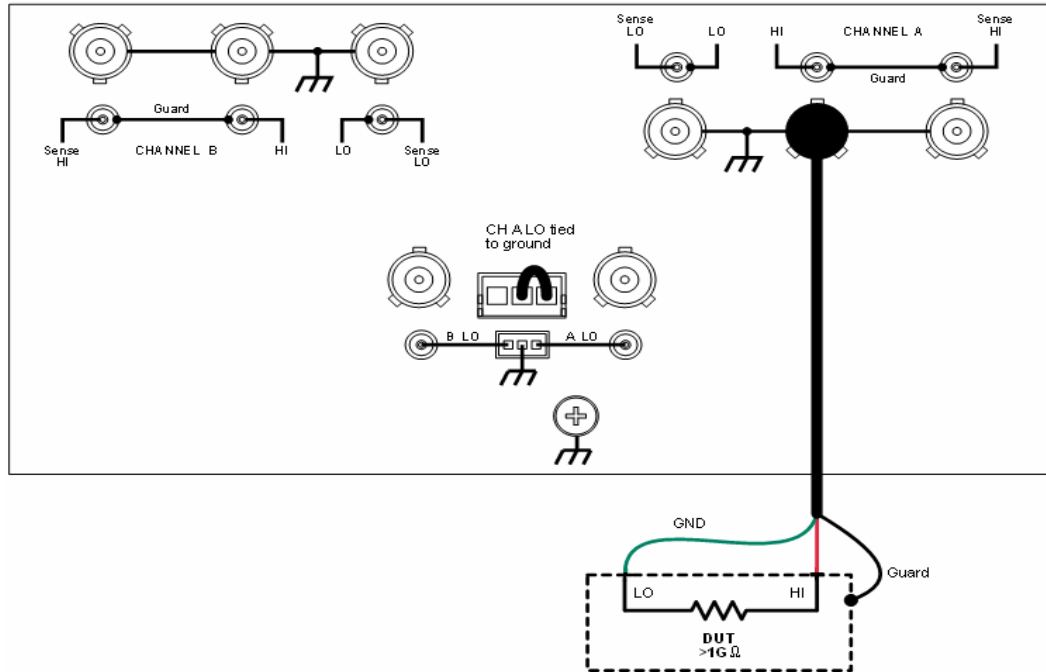 Sense
LO
LO
HI
CHANNEL A
Sense
HI
Guard
Guard
Sense
HI
CHANNEL B
HI
LO
Sense
LO
CH A LO tied
to ground
B LO
A LO
GND
Guard
LO
HI
DUT
>1G Ω